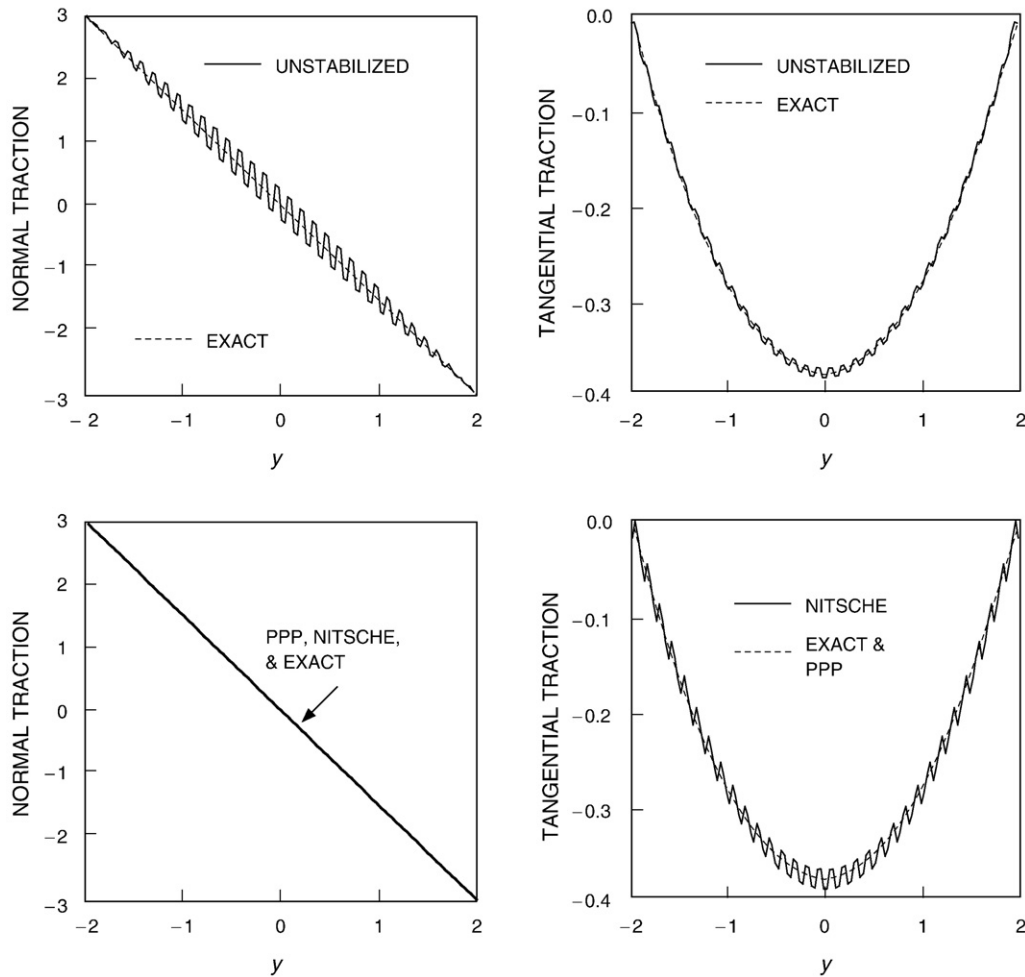 NORMAL TRACTION
3
2
1
0
−1
−2
−3
−2
−1
0
1
2
y
UNSTABILIZED
EXACT
TANGENTIAL TRACTION
0.0
−0.1
−0.2
−0.3
−0.4
−2
−1
0
1
2
y
UNSTABILIZED
EXACT
NORMAL TRACTION
3
2
1
0
−1
−2
−3
−2
−1
0
1
2
y
PPP, NITSCHE,
& EXACT
TANGENTIAL TRACTION
0.0
−0.1
−0.2
−0.3
−0.4
−2
−1
0
1
2
y
NITSCHE
EXACT &
PPP